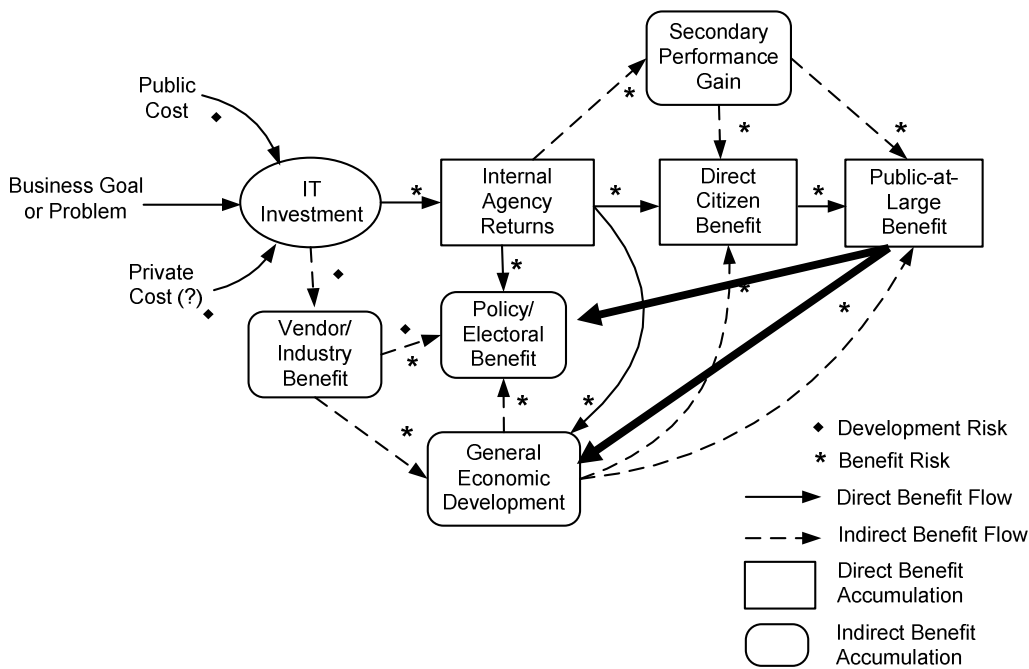 Secondary
Performance
Gain
Public
Cost
Business Goal
or Problem
IT
Investment
Internal
Agency
Returns
Direct
Citizen
Benefit
Public-at-
Large
Benefit
Private
Cost (?)
Vendor/
Industry
Benefit
Policy/
Electoral
Benefit
General
Economic
Development
Development Risk
* Benefit Risk
Direct Benefit Flow
Indirect Benefit Flow
Direct Benefit
Accumulation
Indirect Benefit
Accumulation